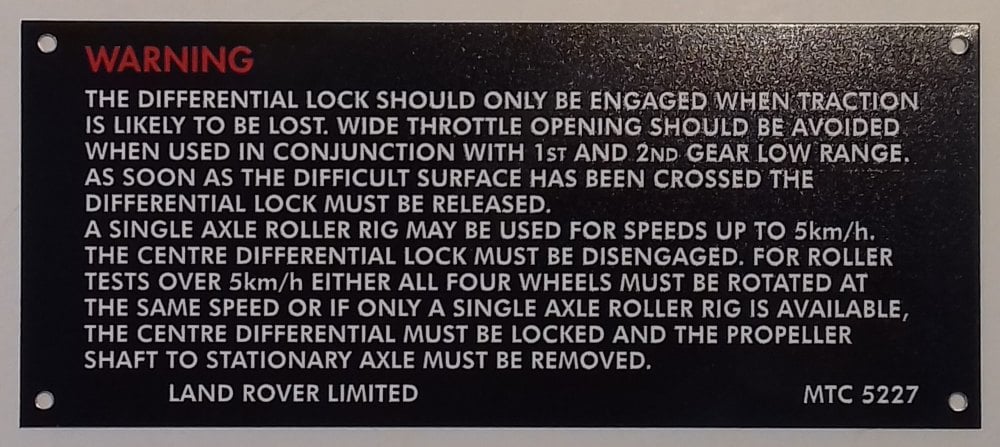 WARNING
THE DIFFERENTIAL LOCK SHOULD ONLY BE ENGAGED WHEN TRACTION
IS LIKELY TO BE LOST. WIDE THROTTLE OPENING SHOULD BE AVOIDED
WHEN USED IN CONJUNCTION WITH 1ST AND 2ND GEAR LOW RANGE.
AS SOON AS THE DIFFICULT SURFACE HAS BEEN CROSSED THE
DIFFERENTIAL LOCK MUST BE RELEASED.
A SINGLE AXLE ROLLER RIG MAY BE USED FOR SPEEDS UP TO 5km/h.
THE CENTRE DIFFERENTIAL LOCK MUST BE DISENGAGED. FOR ROLLER
TESTS OVER 5km/h EITHER ALL FOUR WHEELS MUST BE ROTATED AT
THE SAME SPEED OR IF ONLY A SINGLE AXLE ROLLER RIG IS AVAILABLE,
THE CENTRE DIFFERENTIAL MUST BE LOCKED AND THE PROPELLER
SHAFT TO STATIONARY AXLE MUST BE REMOVED.
LAND ROVER LIMITED MTC 5227